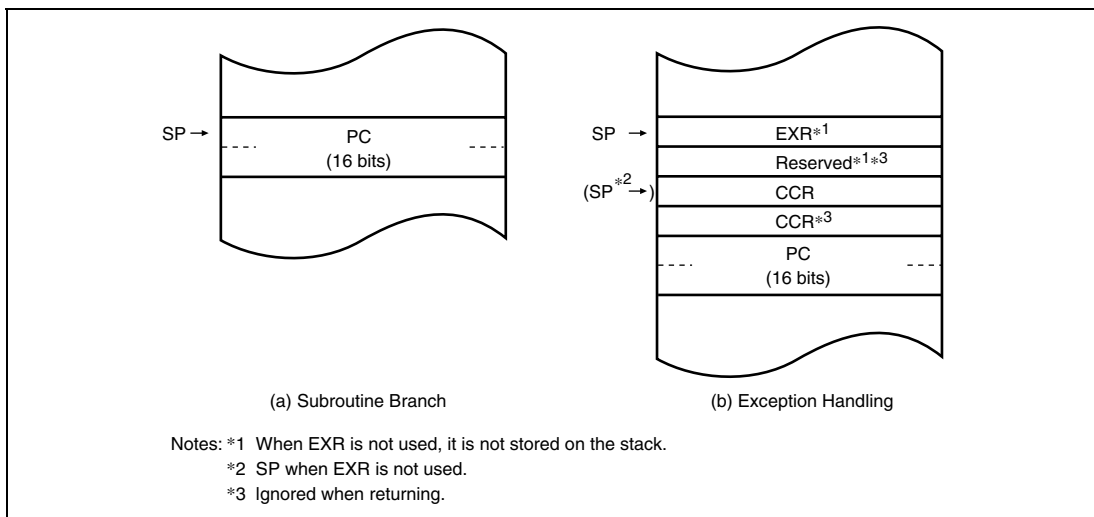 SP →
PC
(16 bits)
(a) Subroutine Branch
SP →
EXR*1
Reserved*1*3
(SP*2 →)
CCR
CCR*3
PC
(16 bits)
(b) Exception Handling
Notes: *1 When EXR is not used, it is not stored on the stack.
*2 SP when EXR is not used.
*3 Ignored when returning.